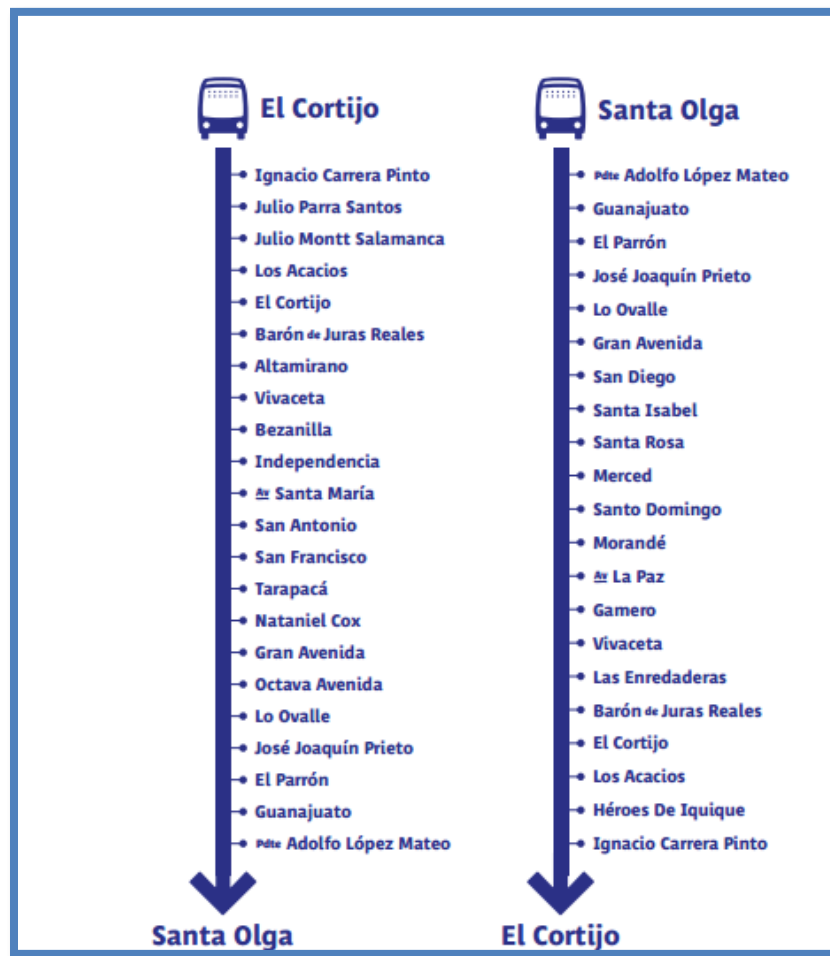 El Cortijo
Ignacio Carrera Pinto
Julio Parra Santos
Julio Montt Salamanca
Los Acacios
El Cortijo
Barón de Juras Reales
Altamirano
Vivaceta
Bezanilla
Independencia
Av Santa María
San Antonio
San Francisco
Tarapacá
Nataniel Cox
Gran Avenida
Octava Avenida
Lo Ovalle
José Joaquín Prieto
El Parrón
Guanajuato
Pdte Adolfo López Mateo
Santa Olga
Santa Olga
Pdte Adolfo López Mateo
Guanajuato
El Parrón
José Joaquín Prieto
Lo Ovalle
Gran Avenida
San Diego
Santa Isabel
Santa Rosa
Merced
Santo Domingo
Morandé
Av La Paz
Gamero
Vivaceta
Las Enredaderas
Barón de Juras Reales
El Cortijo
Los Acacios
Héroes De Iquique
Ignacio Carrera Pinto
El Cortijo